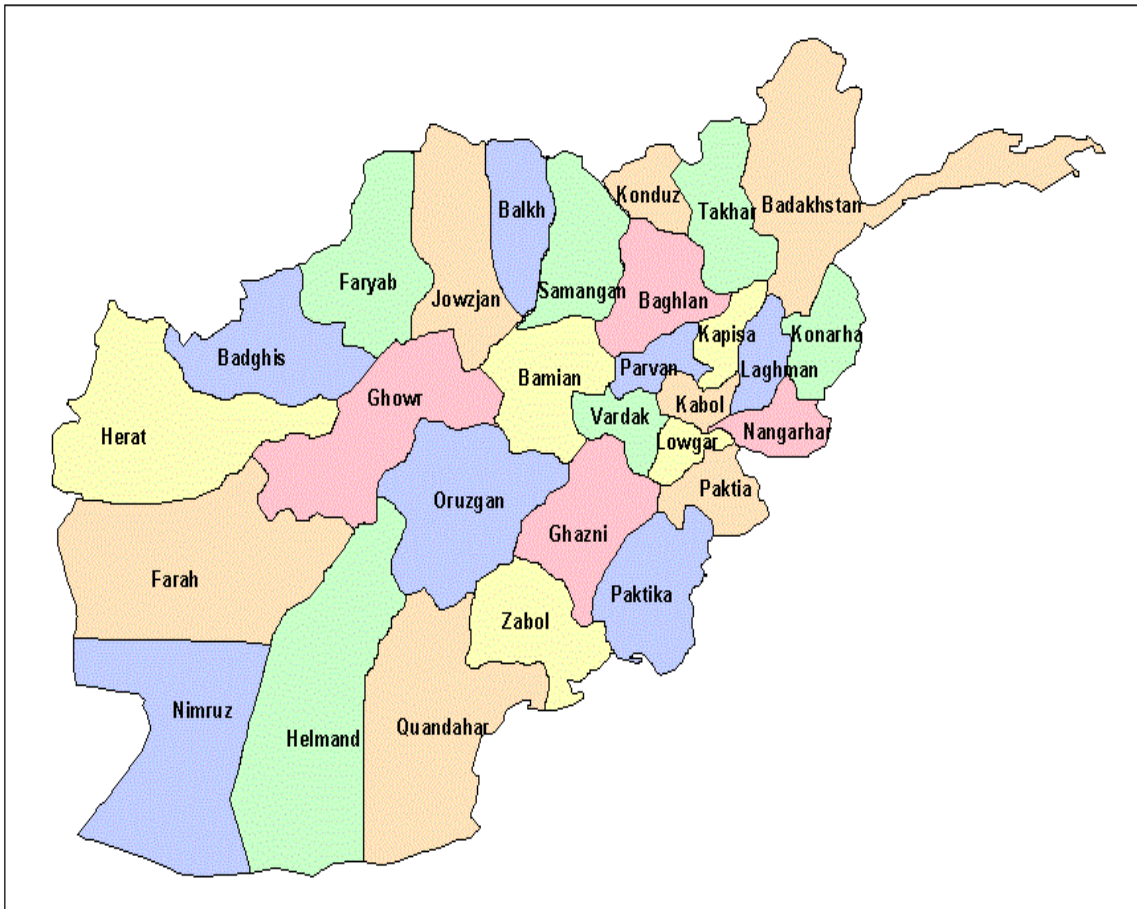 Konduz
Badakhstan
Balkh
Takhar
Faryab
Jowzjan
Samangan
Baghlan
Kapisa
Konarha
Badghis
Parvan
Laghman
Bamian
Ghowr
Kabol
Vardak
Herat
Lowgar
Nangarhar
Paktia
Oruzgan
Ghazni
Farah
Paktika
Zabol
Nimruz
Quandahar
Helmand